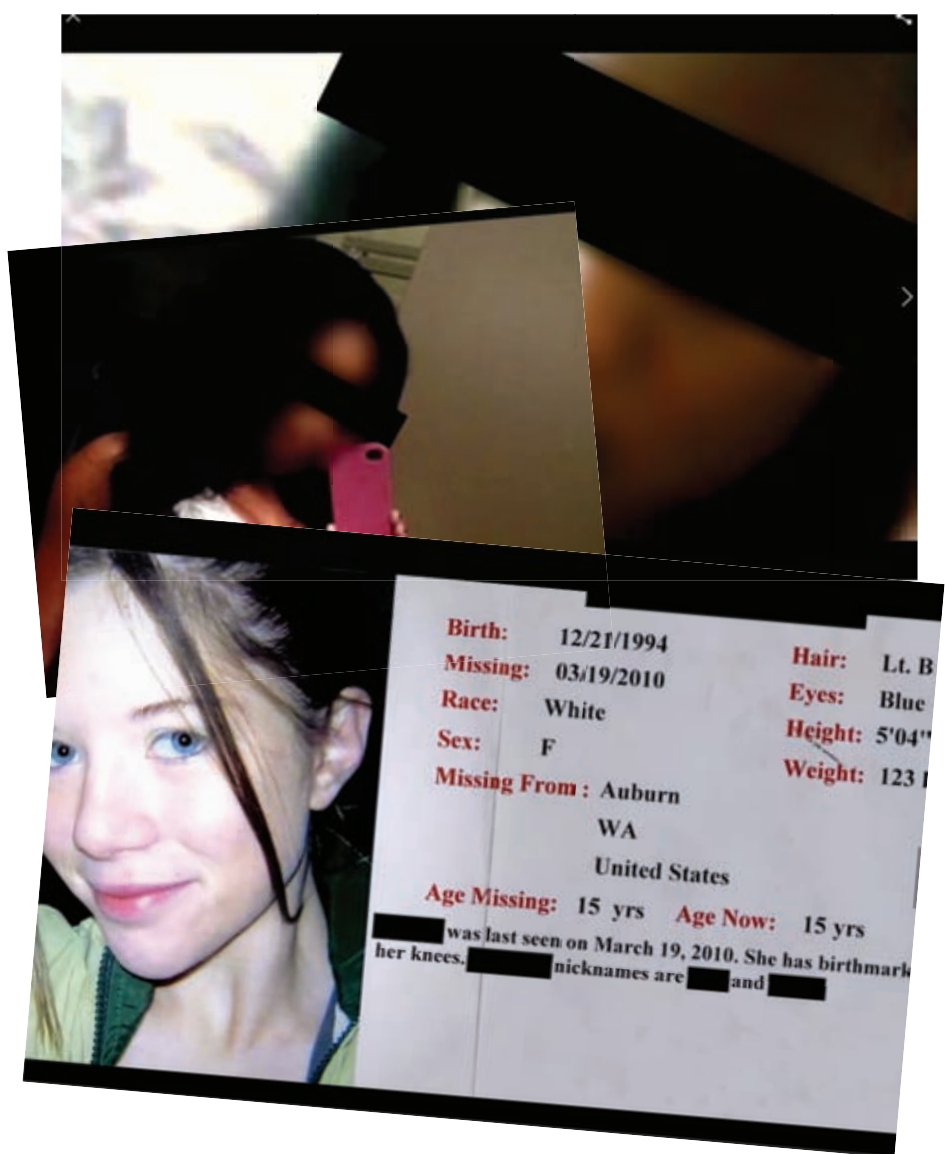 Birth: 12/21/1994
Missing: 03/19/2010
Race: White
Sex: F
Missing From : Auburn
WA
United States
Hair: Lt. B
Eyes: Blue
Height: 5'04"
Weight: 123
Age Missing: 15 yrs Age Now: 15 yrs
was last seen on March 19, 2010. She has birthmark
her knees. nicknames are and